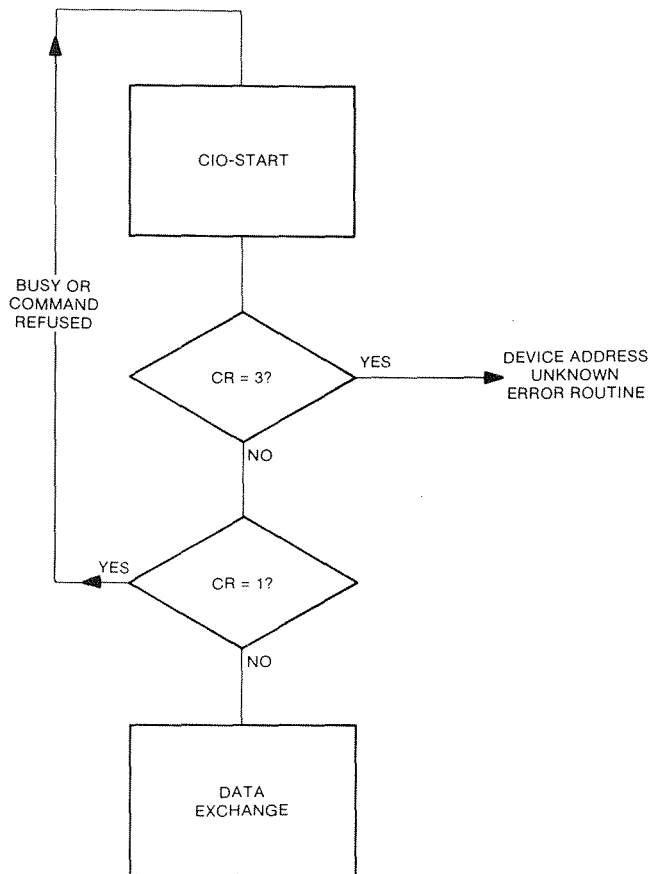 CIO-START
BUSY OR
COMMAND
REFUSED
CR = 3?
YES
DEVICE ADDRESS
UNKNOWN
ERROR ROUTINE
NO
YES
CR = 1?
NO
DATA
EXCHANGE